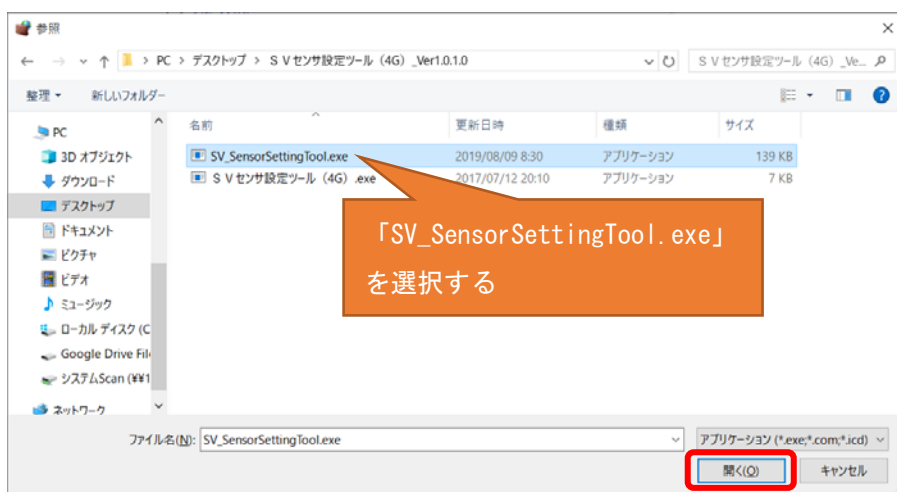 参照
PC > デスクトップ > ＳＶセンサ設定ツール（4G）_Ver1.0.1.0
ＳＶセンサ設定ツール（4G）_Ve...
整理 新しいフォルダー
名前 更新日時 種類 サイズ
PC
3D オブジェクト
ダウンロード
デスクトップ
ドキュメント
ピクチャ
ビデオ
ミュージック
ローカル ディスク (C
Google Drive File
システムScan (¥¥1
ネットワーク
SV_SensorSettingTool.exe 2019/08/09 8:30 アプリケーション 139 KB
ＳＶセンサ設定ツール（4G）.exe 2017/07/12 20:10 アプリケーション 7 KB
「SV_SensorSettingTool.exe」
を選択する
ファイル名(N): SV_SensorSettingTool.exe
アプリケーション (*.exe;*.com;*.icd)
開く(O) キャンセル